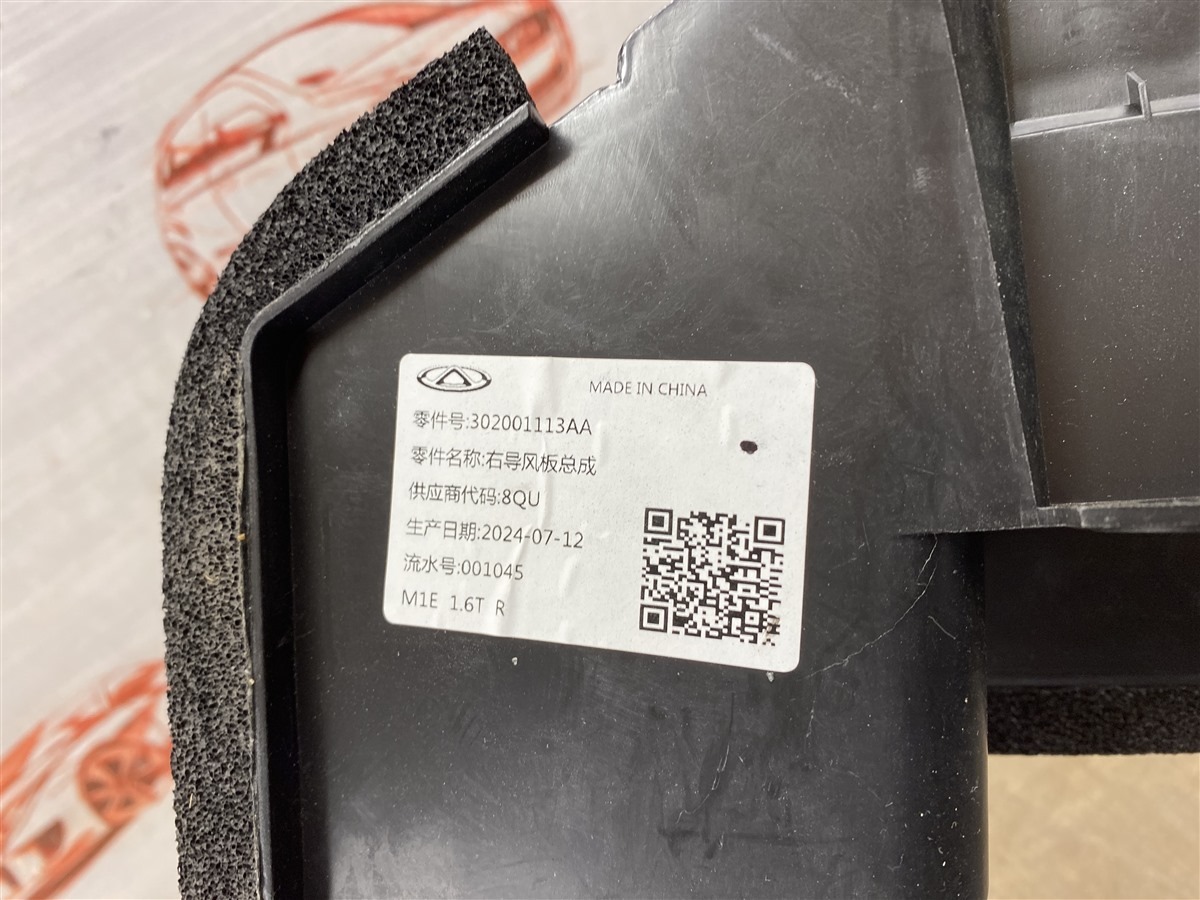 MADE IN CHINA
零件号:302001113AA
零件名称:右导风板总成
供应商代码:8QU
生产日期:2024-07-12
流水号:001045
M1E 1.6T R